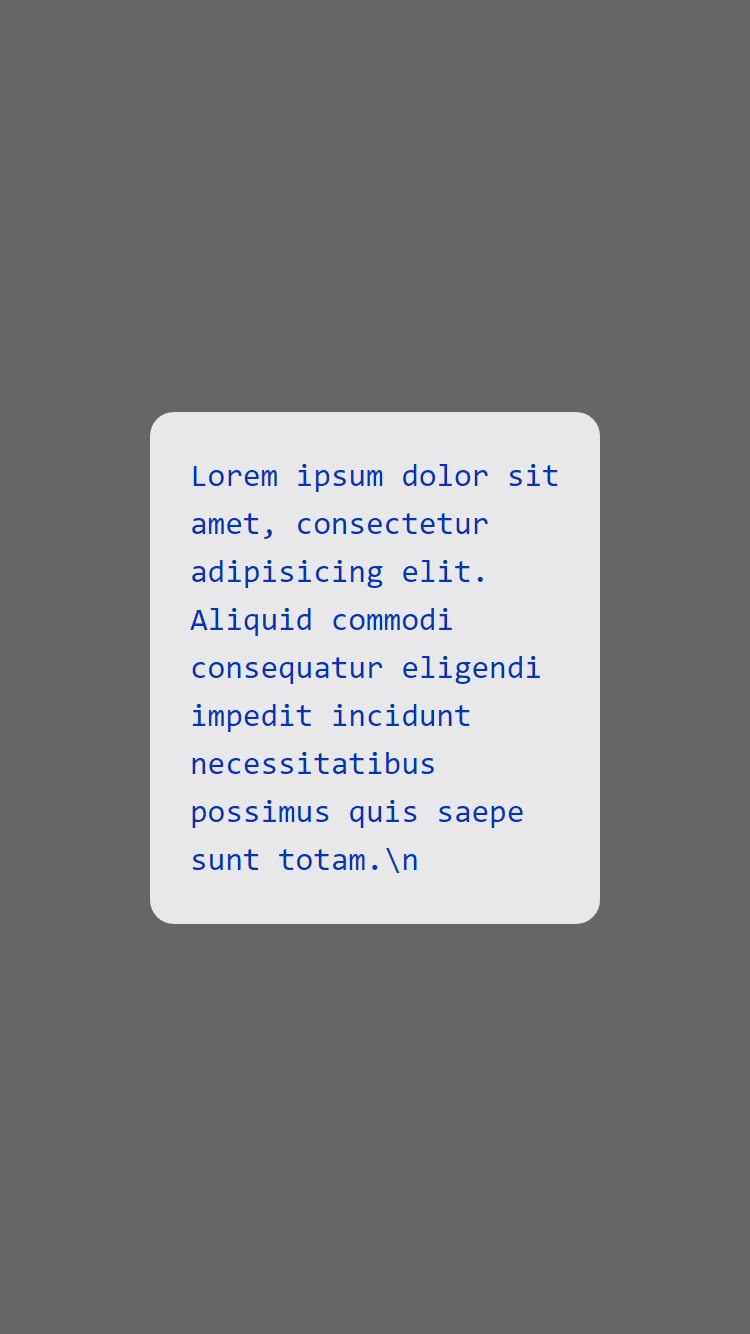 Lorem ipsum dolor sit
amet, consectetur
adipisicing elit.
Aliquid commodi
consequatur eligendi
impedit incidunt
necessitatibus
possimus quis saepe
sunt totam.\n